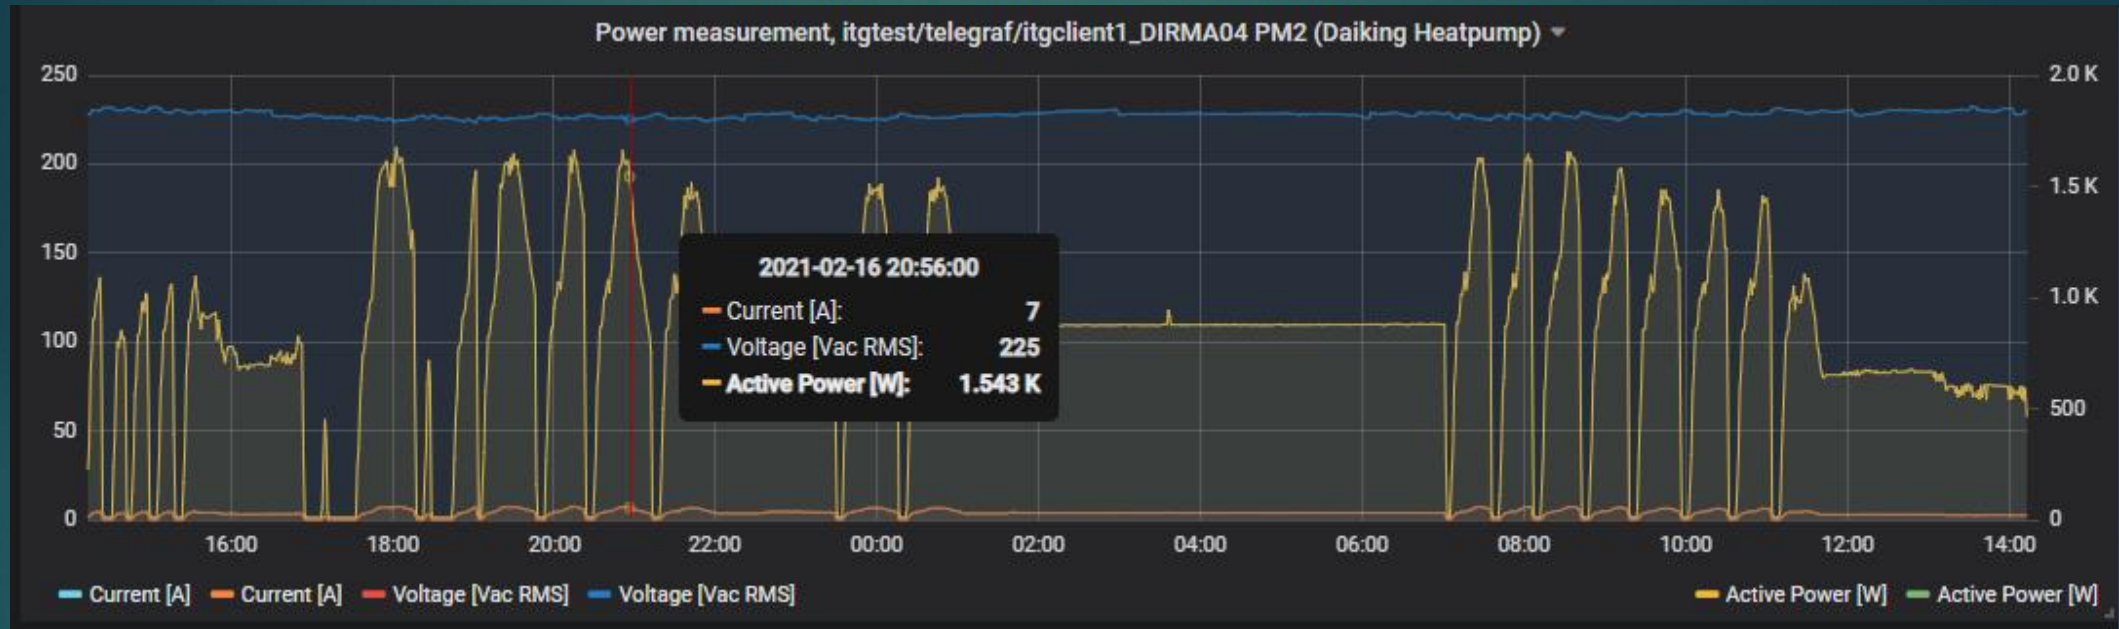 Power measurement, itgtest/telegraf/itgclient1_DIRMA04 PM2 (Daiking Heatpump)
250
200
150
100
50
0
2.0 K
1.5 K
1.0 K
500
0
2021-02-16 20:56:00
Current [A]: 7
Voltage [Vac RMS]: 225
Active Power [W]: 1.543 K
16:00 18:00 20:00 22:00 00:00 02:00 04:00 06:00 08:00 10:00 12:00 14:00
Current [A] Current [A] Voltage [Vac RMS] Voltage [Vac RMS] Active Power [W] Active Power [W]